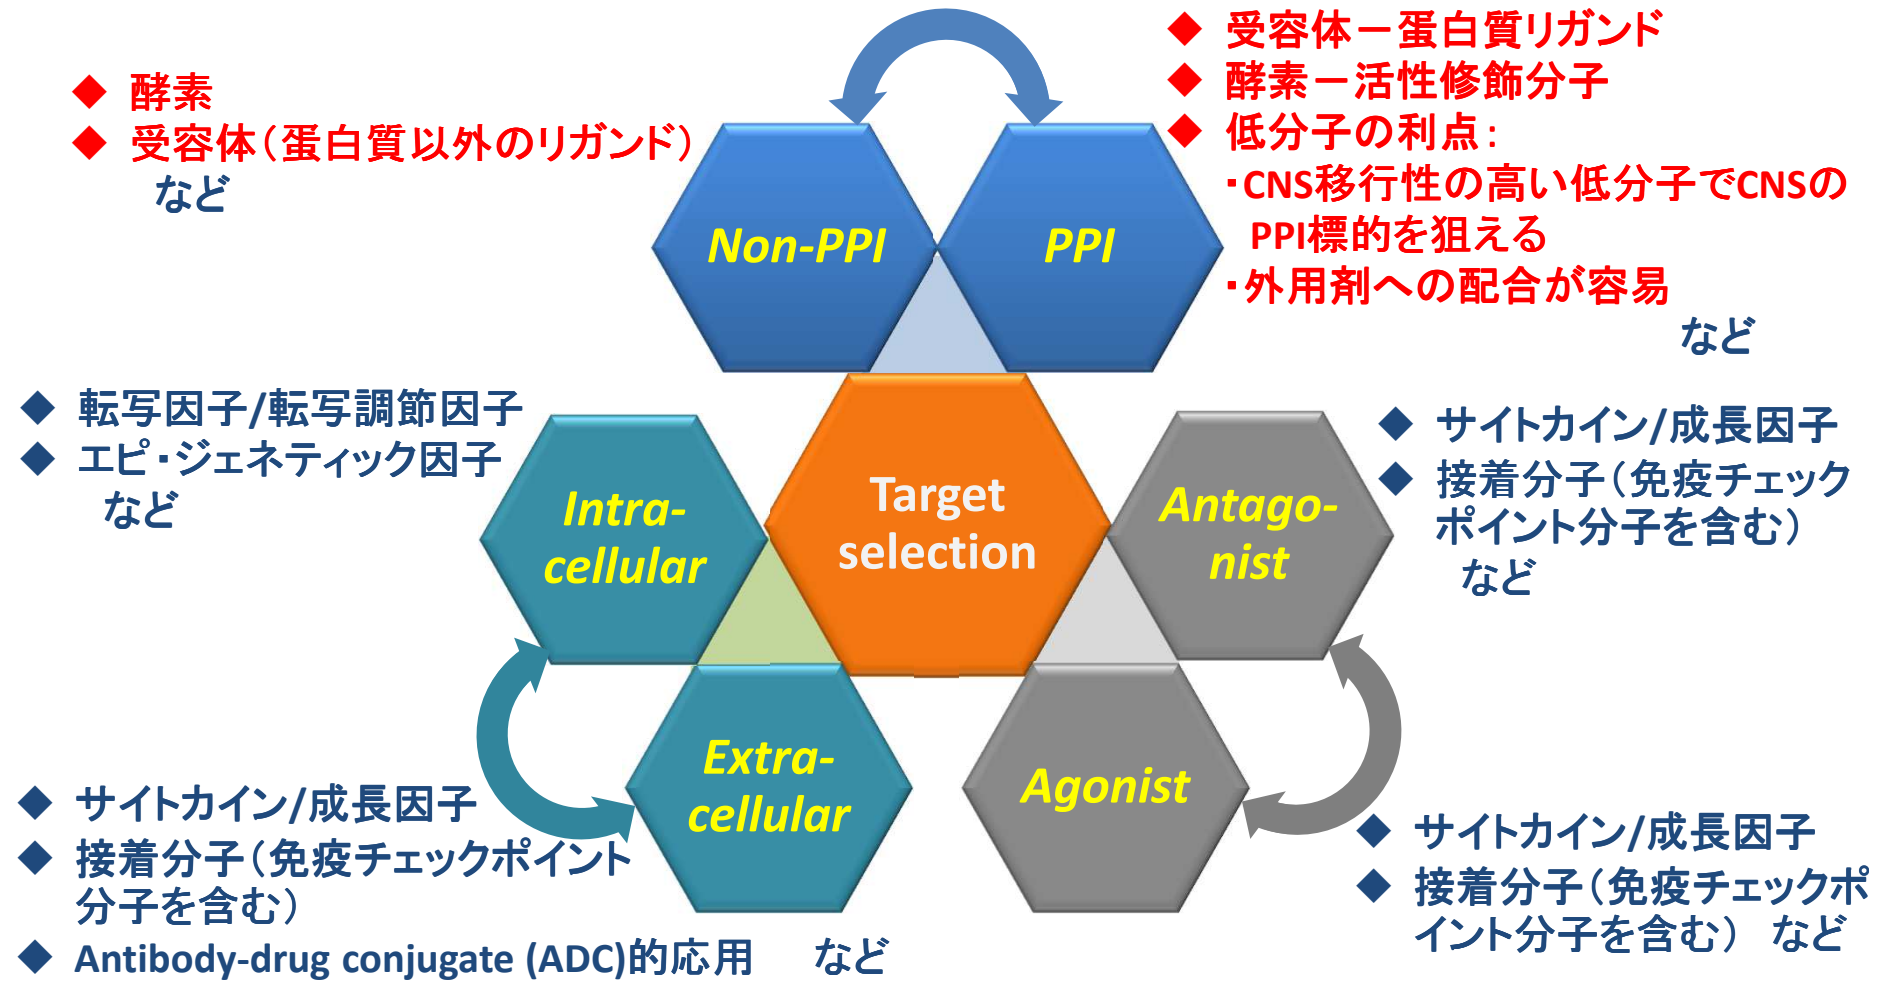 ◆ 酵素
◆ 受容体（蛋白質以外のリガンド）
など
◆ 受容体－蛋白質リガンド
◆ 酵素－活性修飾分子
◆ 低分子の利点：
・CNS移行性の高い低分子でCNSの
PPI標的を狙える
・外用剤への配合が容易
など
Non-PPI
PPI
◆ 転写因子/転写調節因子
◆ エピ・ジェネティック因子
など
Intra-
cellular
Target
selection
Antago-
nist
◆ サイトカイン/成長因子
◆ 接着分子（免疫チェック
ポイント分子を含む）
など
Extra-
cellular
Agonist
◆ サイトカイン/成長因子
◆ 接着分子（免疫チェックポイント
分子を含む）
◆ Antibody-drug conjugate (ADC)的応用 など
◆ サイトカイン/成長因子
◆ 接着分子（免疫チェックポ
イント分子を含む） など